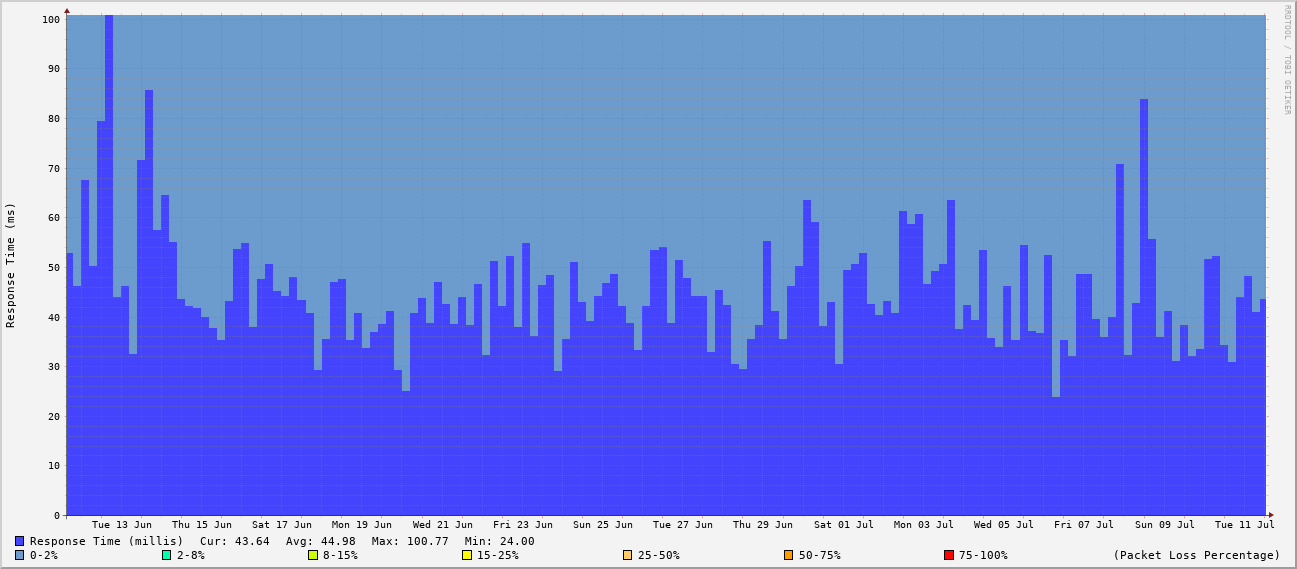 RRDTOOL / TOBI OETIKER
Response Time (ms)
100
90
80
70
60
50
40
30
20
10
0
Tue 13 Jun Thu 15 Jun Sat 17 Jun Mon 19 Jun Wed 21 Jun Fri 23 Jun Sun 25 Jun Tue 27 Jun Thu 29 Jun Sat 01 Jul Mon 03 Jul Wed 05 Jul Fri 07 Jul Sun 09 Jul Tue 11 Jul
Response Time (millis) Cur: 43.64 Avg: 44.98 Max: 100.77 Min: 24.00
0-2% 2-8% 8-15% 15-25% 25-50% 50-75% 75-100% (Packet Loss Percentage)